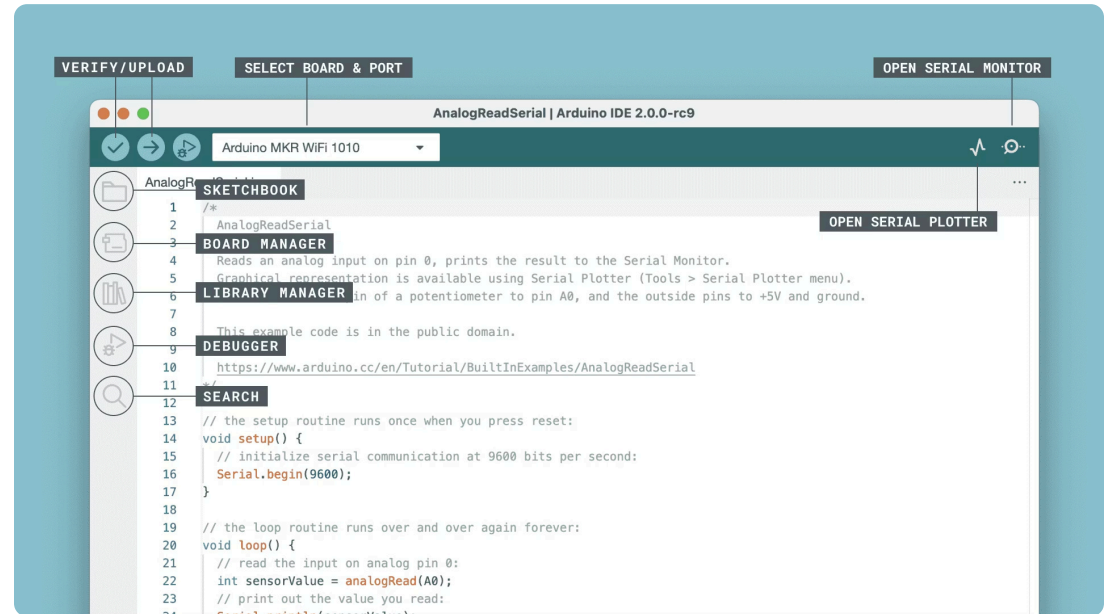 VERIFY/UPLOAD
SELECT BOARD & PORT
OPEN SERIAL MONITOR
AnalogReadSerial | Arduino IDE 2.0.0-rc9
Arduino MKR WiFi 1010
AnalogR
SKETCHBOOK
...
1 /*
2 AnalogReadSerial
OPEN SERIAL PLOTTER
3
BOARD MANAGER
4 Reads an analog input on pin 0, prints the result to the Serial Monitor.
5 Graphical representation is available using Serial Plotter (Tools > Serial Plotter menu).
LIBRARY MANAGER
6 in of a potentiometer to pin A0, and the outside pins to +5V and ground.
7
8 This example code is in the public domain.
DEBUGGER
9
10 https://www.arduino.cc/en/Tutorial/BuiltInExamples/AnalogReadSerial
11 */
SEARCH
12
13 // the setup routine runs once when you press reset:
14 void setup() {
15 // initialize serial communication at 9600 bits per second:
16 Serial.begin(9600);
17 }
18
19 // the loop routine runs over and over again forever:
20 void loop() {
21 // read the input on analog pin 0:
22 int sensorValue = analogRead(A0);
23 // print out the value you read:
24 Serial.println(sensorValue);